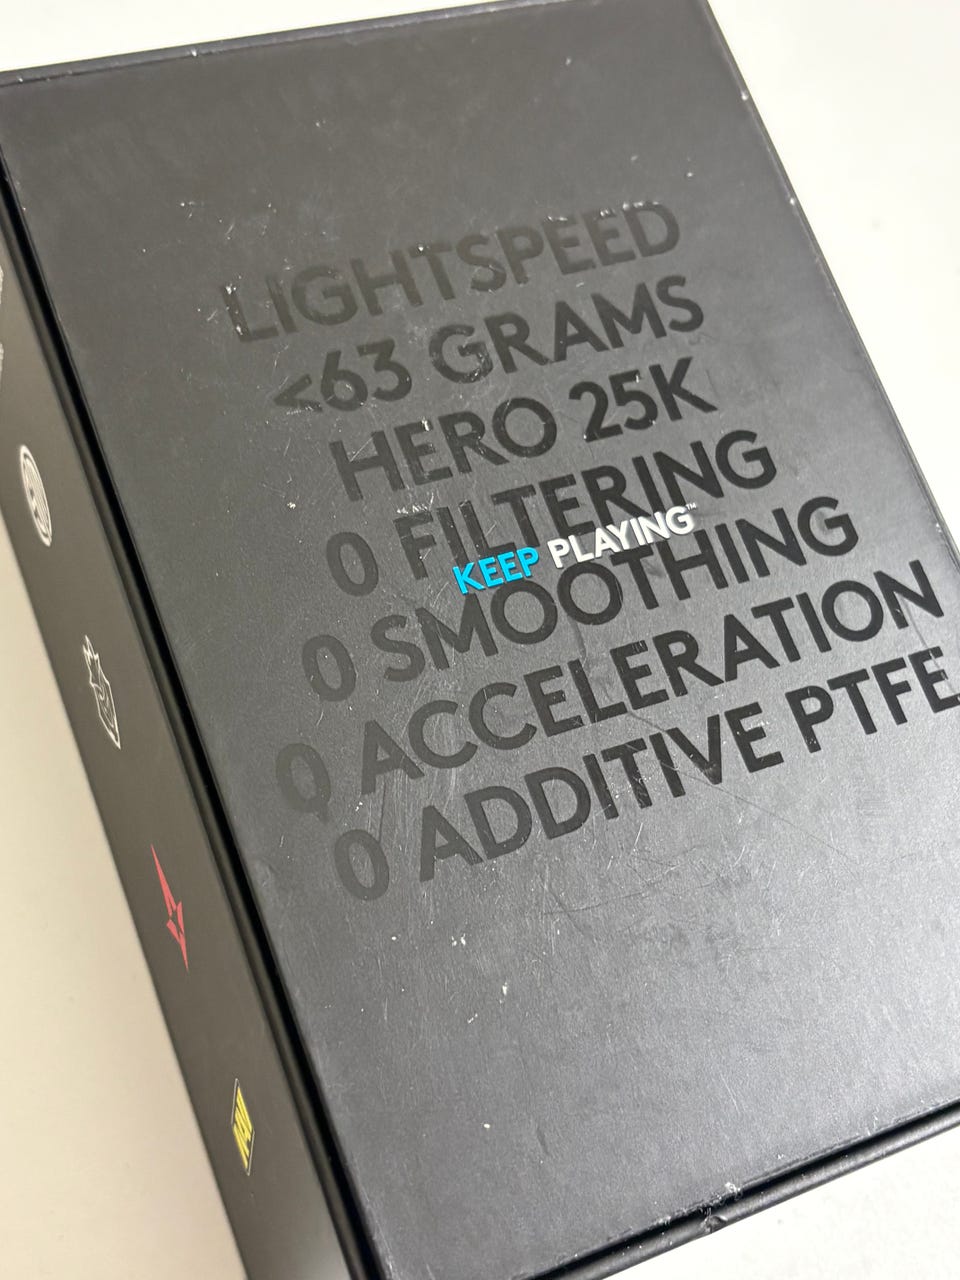 LIGHTSPEED
<63 GRAMS
HERO 25K
0 FILTERING
KEEP PLAYING™
0 SMOOTHING
0 ACCELERATION
0 ADDITIVE PTFE